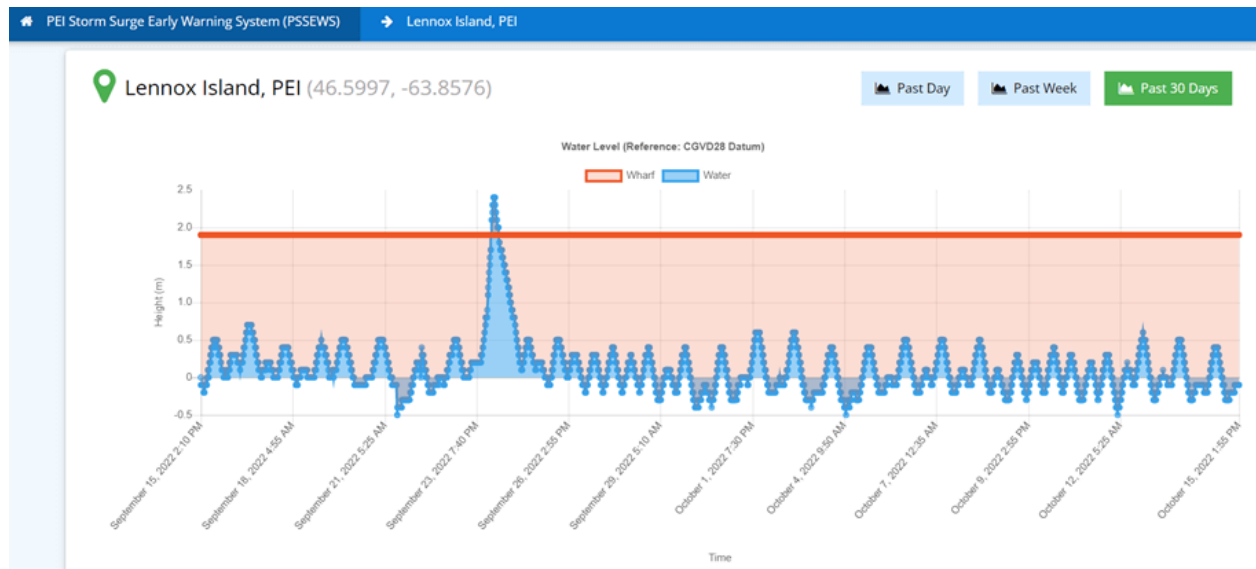 PEI Storm Surge Early Warning System (PSSEWS) Lennox Island, PEI
Lennox Island, PEI (46.5997, -63.8576)
Past Day Past Week Past 30 Days
Water Level (Reference: CGVD28 Datum)
Wharf Water
Height (m)
2.5
2.0
1.5
1.0
0.5
0
-0.5
September 15, 2022 2:10 PM
September 18, 2022 4:55 AM
September 21, 2022 5:25 AM
September 23, 2022 7:40 PM
September 26, 2022 2:55 PM
September 29, 2022 5:10 AM
October 1, 2022 7:30 PM
October 4, 2022 9:50 AM
October 7, 2022 12:35 AM
October 9, 2022 2:55 PM
October 12, 2022 5:25 AM
October 15, 2022 1:55 PM
Time